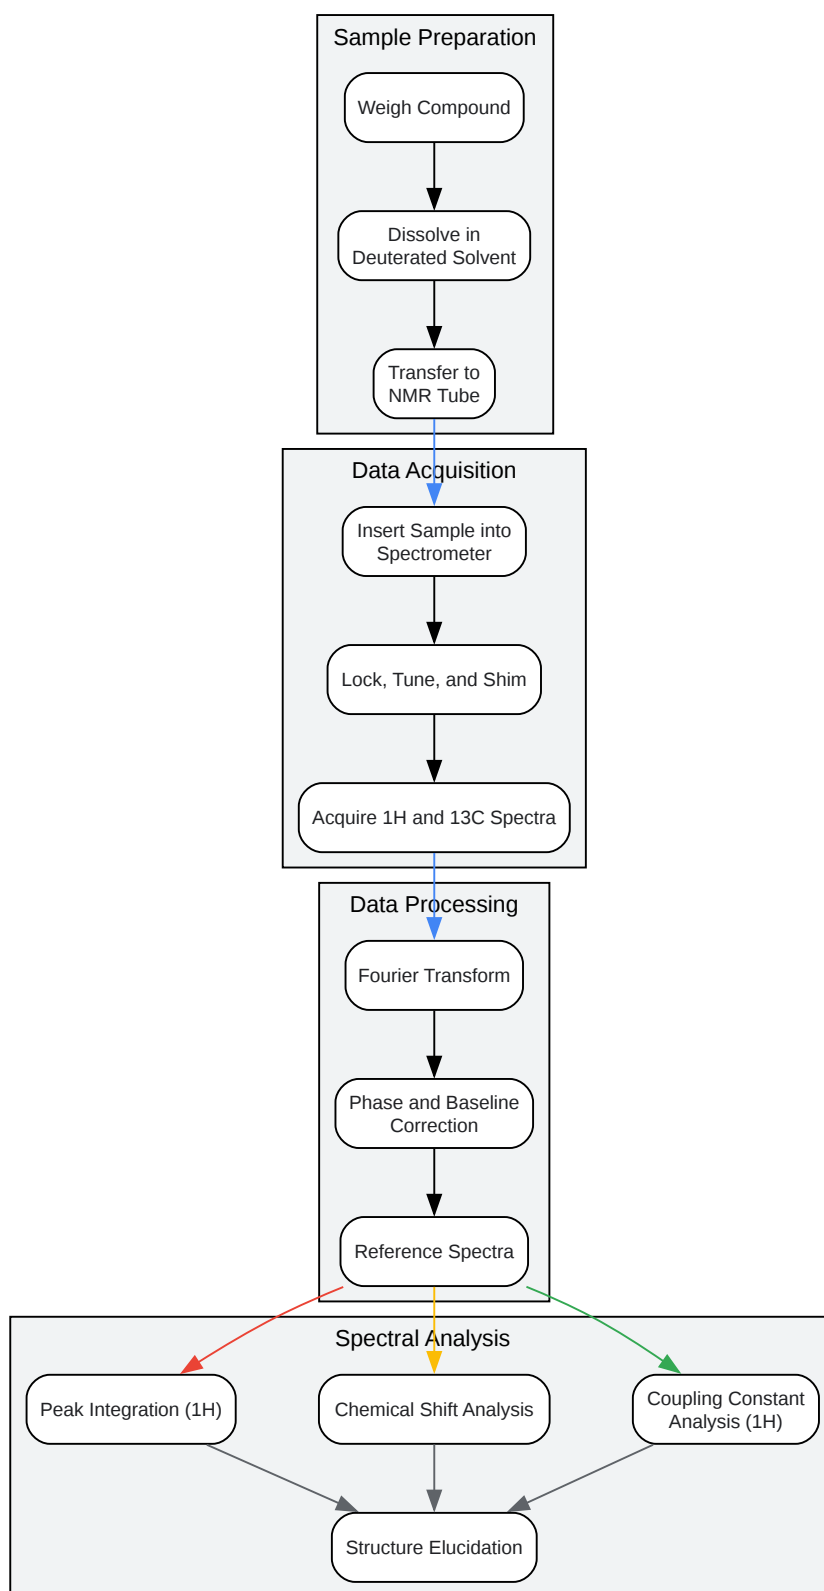 Sample Preparation
Weigh Compound
Dissolve in
Deuterated Solvent
Transfer to
NMR Tube
Data Acquisition
Insert Sample into
Spectrometer
Lock, Tune, and Shim
Acquire 1H and 13C Spectra
Data Processing
Fourier Transform
Phase and Baseline
Correction
Reference Spectra
Spectral Analysis
Peak Integration (1H)
Chemical Shift Analysis
Coupling Constant
Analysis (1H)
Structure Elucidation